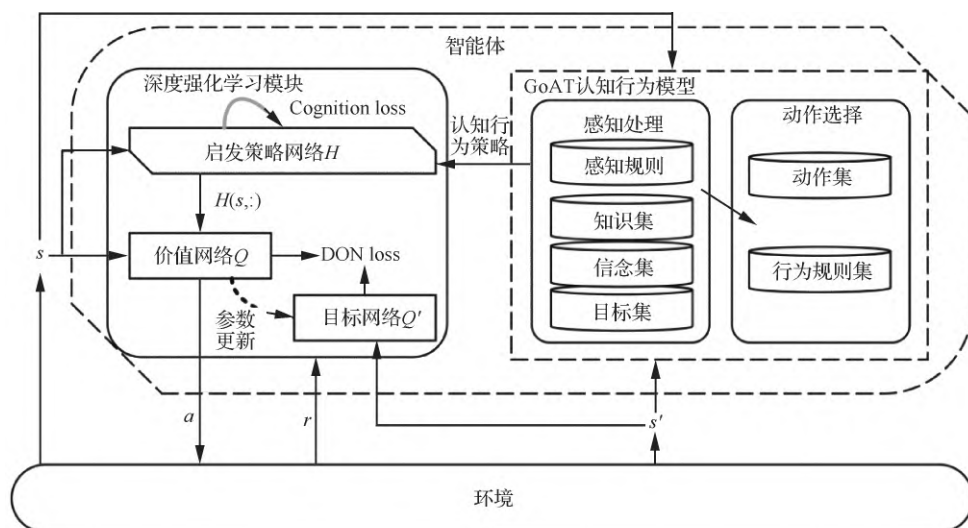 智能体
深度强化学习模块
Cognition loss
启发策略网络H
H(s,:)
价值网络Q
DON loss
目标网络Q'
参数
更新
认知行
为策略
GoAT认知行为模型
感知处理
感知规则
知识集
信念集
目标集
动作选择
动作集
行为规则集
s
a
r
s'
环境